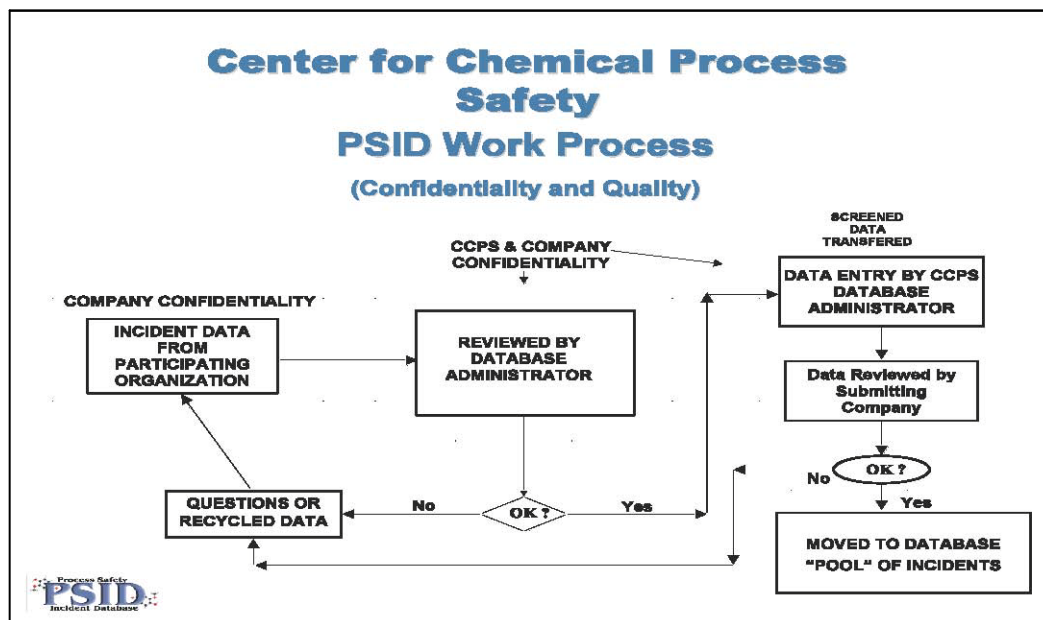 Center for Chemical Process
Safety
PSID Work Process
(Confidentiality and Quality)
SCREENED
DATA
TRANSFERED
CCPS & COMPANY
CONFIDENTIALITY
COMPANY CONFIDENTIALITY
INCIDENT DATA
FROM
PARTICIPATING
ORGANIZATION
REVIEWED BY
DATABASE
ADMINISTRATOR
DATA ENTRY BY CCPS
DATABASE
ADMINISTRATOR
Data Reviewed by
Submitting
Company
OK ?
No
Yes
QUESTIONS OR
RECYCLED DATA
No
OK ?
Yes
MOVED TO DATABASE
“POOL” OF INCIDENTS
Process Safety
PSID
Incident Database